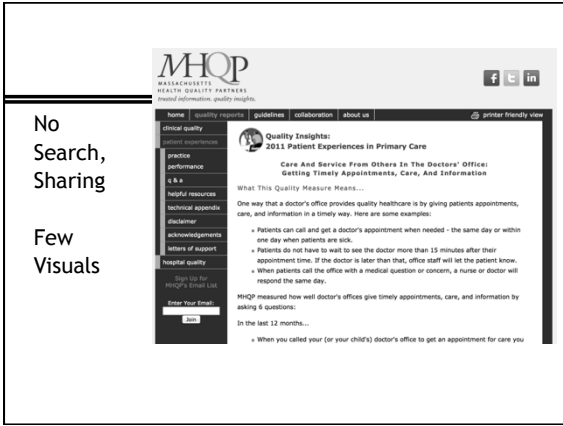 No
Search,
Sharing
Few
Visuals
MHQP
MASSACHUSETTS
HEALTH QUALITY PARTNERS
trusted information. quality insights.
f t in
home quality reports guidelines collaboration about us printer friendly view
clinical quality
patient experiences
practice
performance
q & a
helpful resources
technical appendix
disclaimer
acknowledgements
letters of support
hospital quality
Sign Up for
MHQP's Email List
Enter Your Email:
Join
Quality Insights:
2011 Patient Experiences in Primary Care
Care And Service From Others In The Doctors' Office:
Getting Timely Appointments, Care, And Information
What This Quality Measure Means...
One way that a doctor's office provides quality healthcare is by giving patients appointments,
care, and information in a timely way. Here are some examples:
» Patients can call and get a doctor's appointment when needed - the same day or within
one day when patients are sick.
» Patients do not have to wait to see the doctor more than 15 minutes after their
appointment time. If the doctor is later than that, office staff will let the patient know.
» When patients call the office with a medical question or concern, a nurse or doctor will
respond the same day.
MHQP measured how well doctor's offices give timely appointments, care, and information by
asking 6 questions:
In the last 12 months...
» When you called your (or your child's) doctor's office to get an appointment for care you